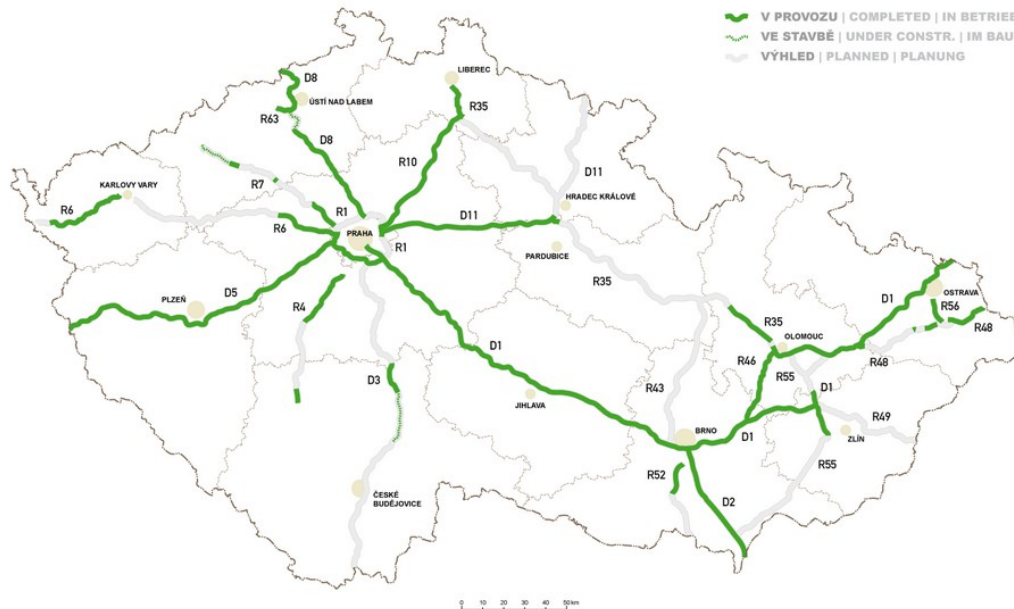 V PROVOZU | COMPLETED | IN BETRIEB
VE STAVBĚ | UNDER CONSTR. | IM BAU
VÝHLED | PLANNED | PLANUNG
LIBEREC
D8
ÚSTÍ NAD LABEM
R35
R63
D8
R10
D11
KARLOVY VARY
R7
HRADEC KRÁLOVÉ
R6
R1
D11
R6
PRAHA
R1
PARDUBICE
R35
PLZEŇ
D5
R4
D1
OSTRAVA
R56
R35
R48
OLOMOUC
D1
R46
R48
R55
D3
R43
D1
JIHLAVA
R49
BRNO
D1
ZLÍN
R55
R52
ČESKÉ
BUDĚJOVICE
D2
0 10 20 30 40 50 km